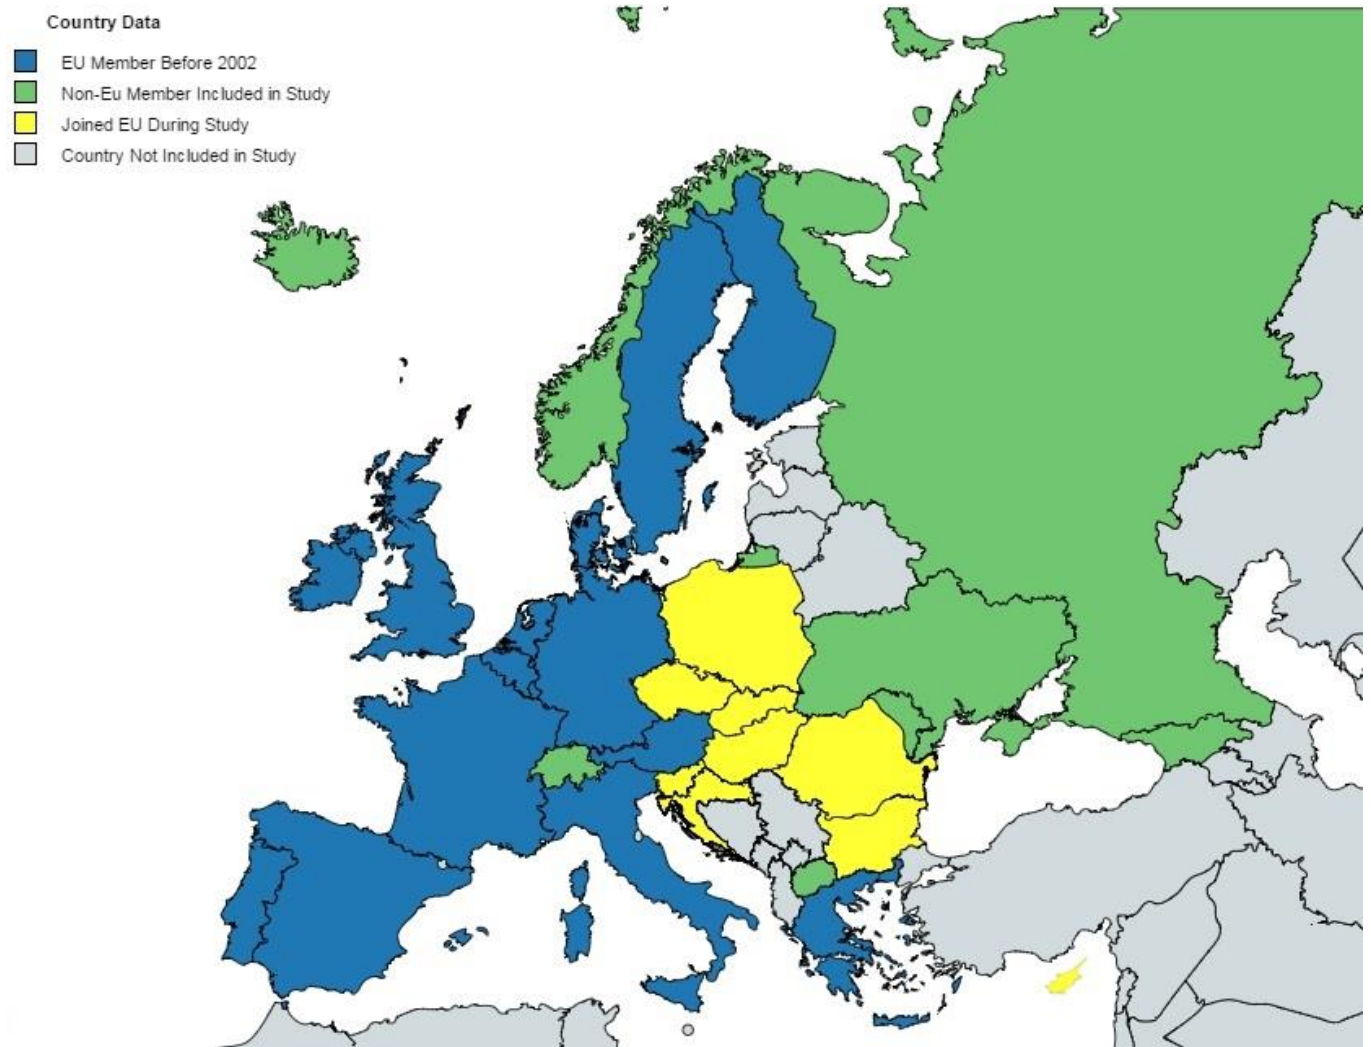 Country Data
EU Member Before 2002
Non-Eu Member Included in Study
Joined EU During Study
Country Not Included in Study